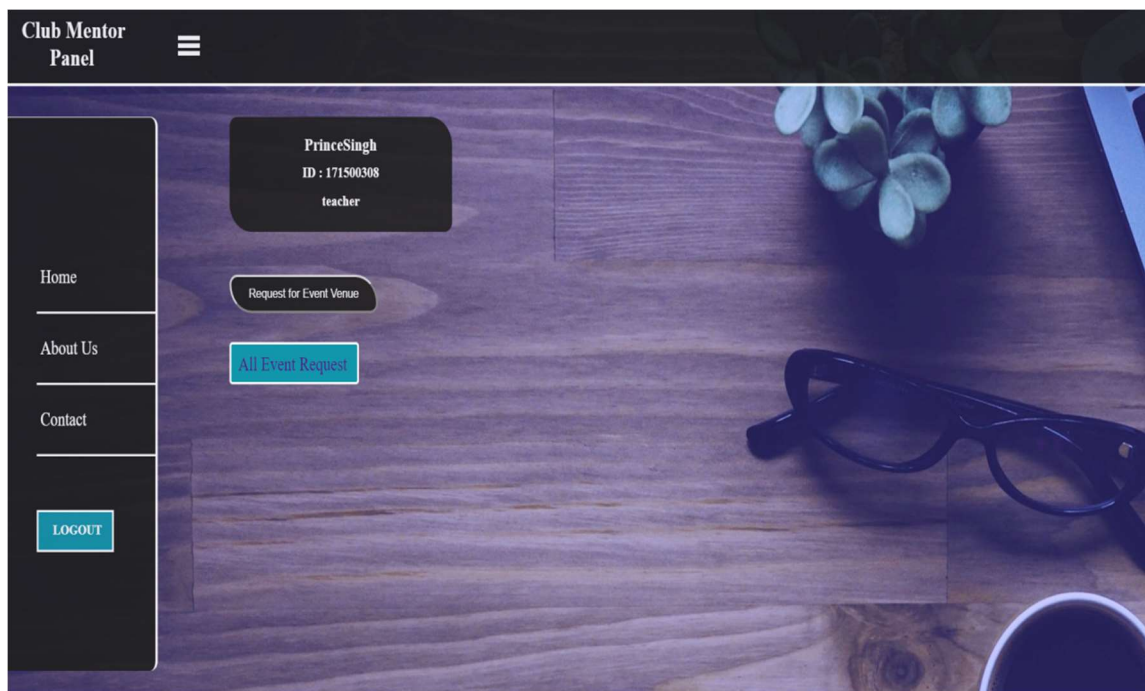 Club Mentor
Panel
PrinceSingh
ID : 171500308
teacher
Home
About Us
Contact
LOGOUT
Request for Event Venue
All Event Request